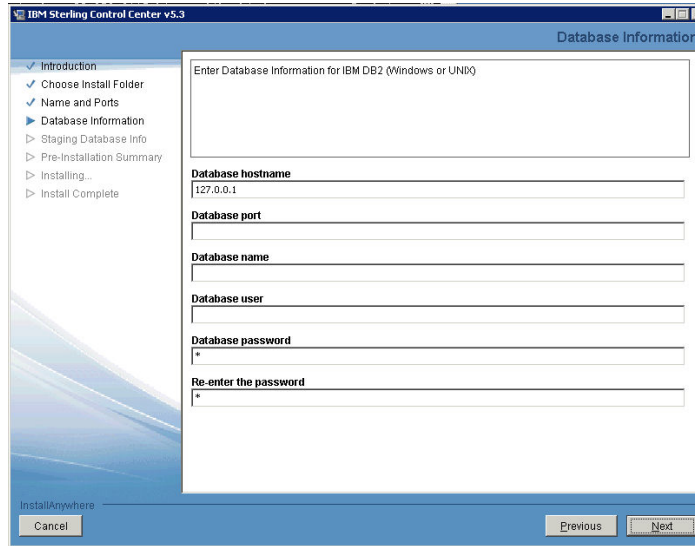 IBM Sterling Control Center v5.3
Database Information
Introduction
Choose Install Folder
Name and Ports
Database Information
Staging Database Info
Pre-Installation Summary
Installing...
Install Complete
Enter Database Information for IBM DB2 (Windows or UNIX)
Database hostname
127.0.0.1
Database port
Database name
Database user
Database password
*
Re-enter the password
*
InstallAnywhere
Cancel
Previous
Next